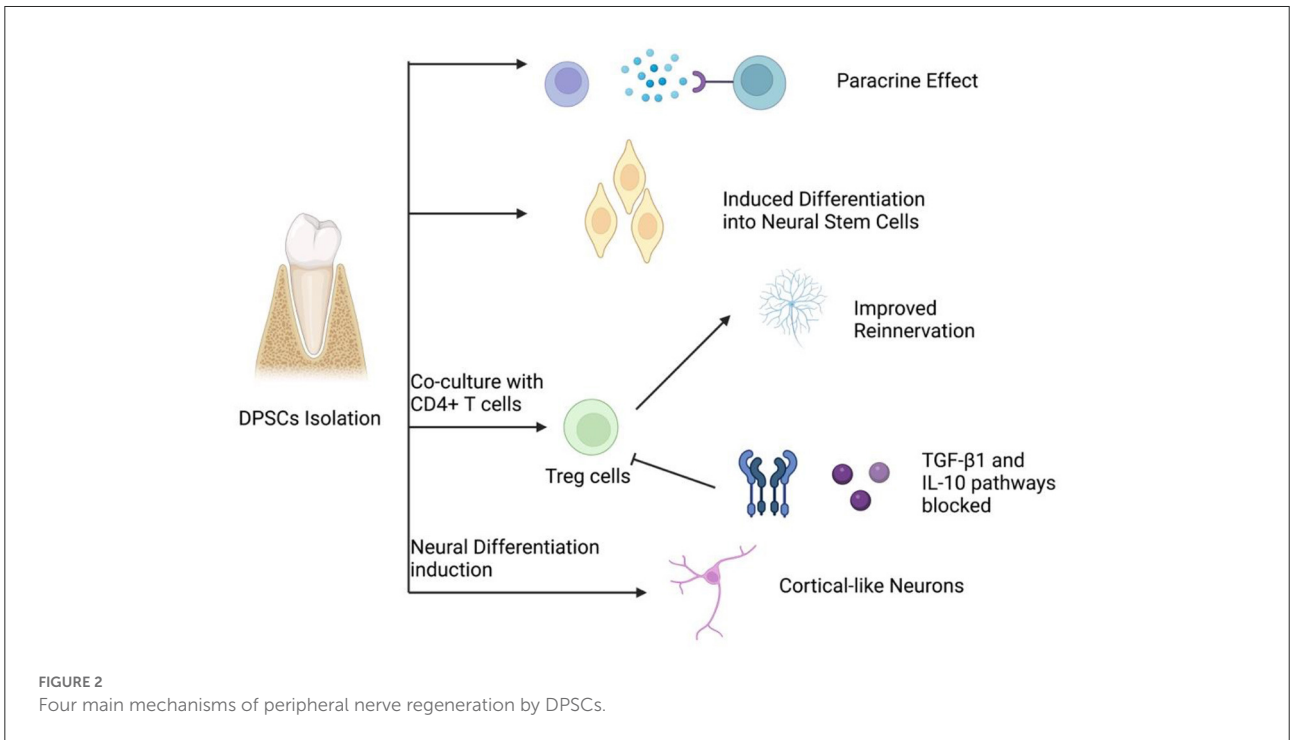 Paracrine Effect
Induced Differentiation
into Neural Stem Cells
Improved
Reinnervation
Co-culture with
CD4+ T cells
DPSCs Isolation
Treg cells
TGF-β1 and
IL-10 pathways
blocked
Neural Differentiation
induction
Cortical-like Neurons
FIGURE 2
Four main mechanisms of peripheral nerve regeneration by DPSCs.